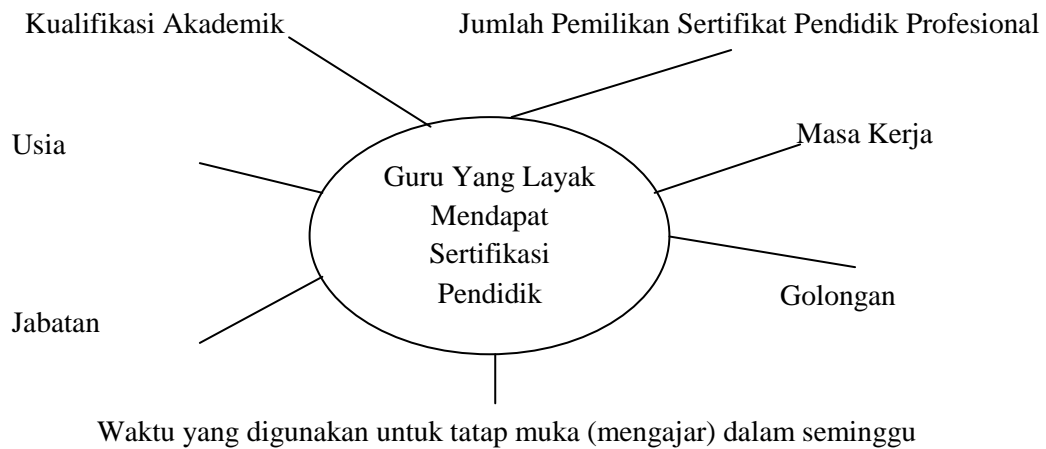 Kualifikasi Akademik
Jumlah Pemilikan Sertifikat Pendidik Profesional
Usia
Masa Kerja
Guru Yang Layak
Mendapat
Sertifikasi
Pendidik
Golongan
Jabatan
Waktu yang digunakan untuk tatap muka (mengajar) dalam seminggu